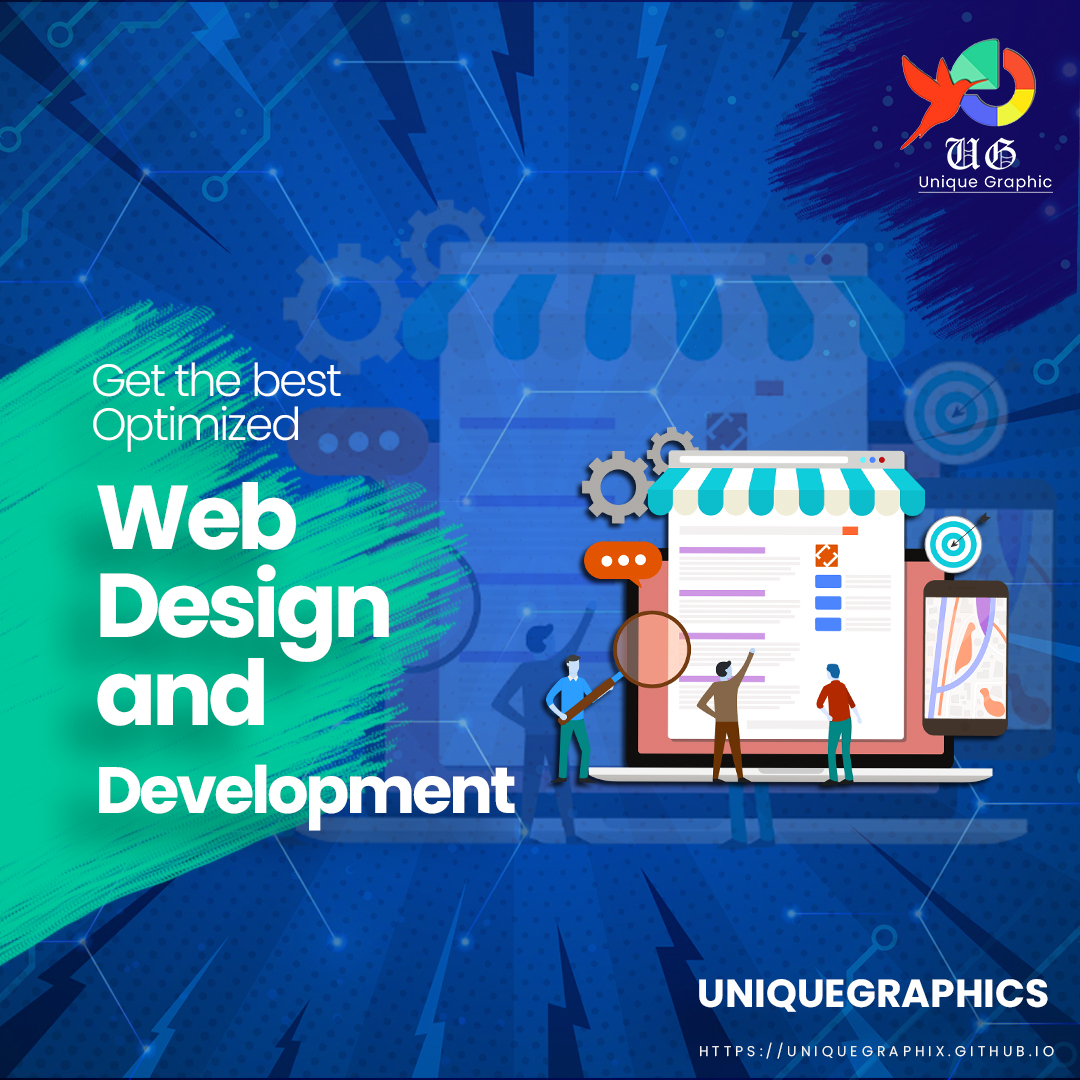 UG
Unique Graphic
Get the best
Optimized
Web
Design
and
Development
UNIQUEGRAPHICS
HTTPS://UNIQUEGRAPHIX.GITHUB.IO